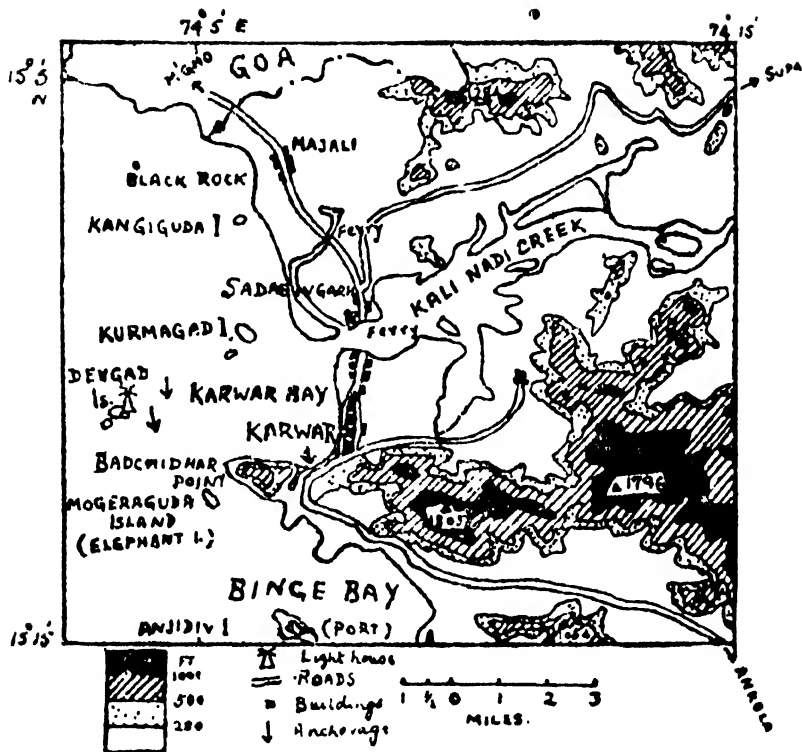 74° 5' E
74° 15'
15° 5'
N
GOA
SUPA
MAJALI
BLACK ROCK
KANGIGUDA I
Ferry
KALI NADI CREEK
SADASIVGARH
KURMAGAD I.
Ferry
DEVGAD
Is.
KARWAR BAY
KARWAR
BADCHIDHAR
POINT
1796
1805
MOGERAGUDA
ISLAND
(ELEPHANT I.)
BINGE BAY
ANJIDIV I
(PORT)
15° 15'
ANKOLA
FT
1000
500
250
Light house
ROADS
Buildings
Anchorage
1 ½ 0 1 2 3
MILES.